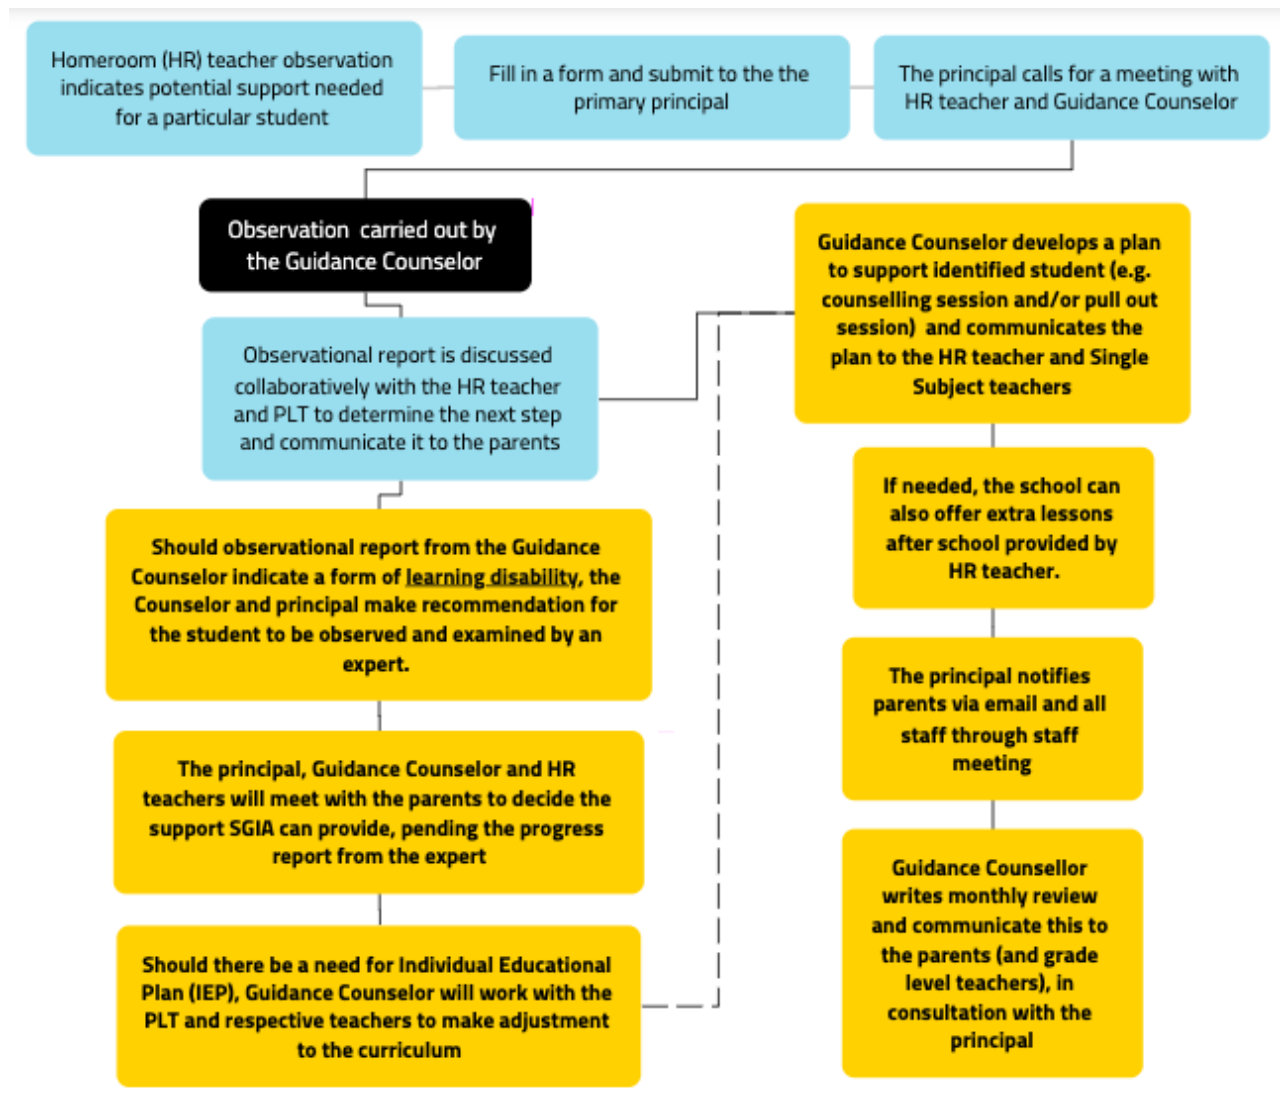 Homeroom (HR) teacher observation
indicates potential support needed
for a particular student
Fill in a form and submit to the the
primary principal
The principal calls for a meeting with
HR teacher and Guidance Counselor
Observation carried out by
the Guidance Counselor
Observational report is discussed
collaboratively with the HR teacher
and PLT to determine the next step
and communicate it to the parents
Should observational report from the Guidance
Counselor indicate a form of learning disability, the
Counselor and principal make recommendation for
the student to be observed and examined by an
expert.
The principal, Guidance Counselor and HR
teachers will meet with the parents to decide the
support SGIA can provide, pending the progress
report from the expert
Should there be a need for Individual Educational
Plan (IEP), Guidance Counselor will work with the
PLT and respective teachers to make adjustment
to the curriculum
Guidance Counselor develops a plan
to support identified student (e.g.
counselling session and/or pull out
session) and communicates the
plan to the HR teacher and Single
Subject teachers
If needed, the school can
also offer extra lessons
after school provided by
HR teacher.
The principal notifies
parents via email and all
staff through staff
meeting
Guidance Counsellor
writes monthly review
and communicate this to
the parents (and grade
level teachers), in
consultation with the
principal